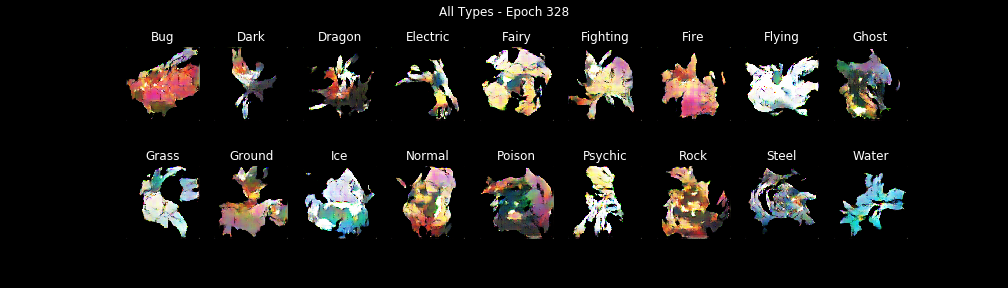 All Types - Epoch 328
Bug Dark Dragon Electric Fairy Fighting Fire Flying Ghost
Grass Ground Ice Normal Poison Psychic Rock Steel Water